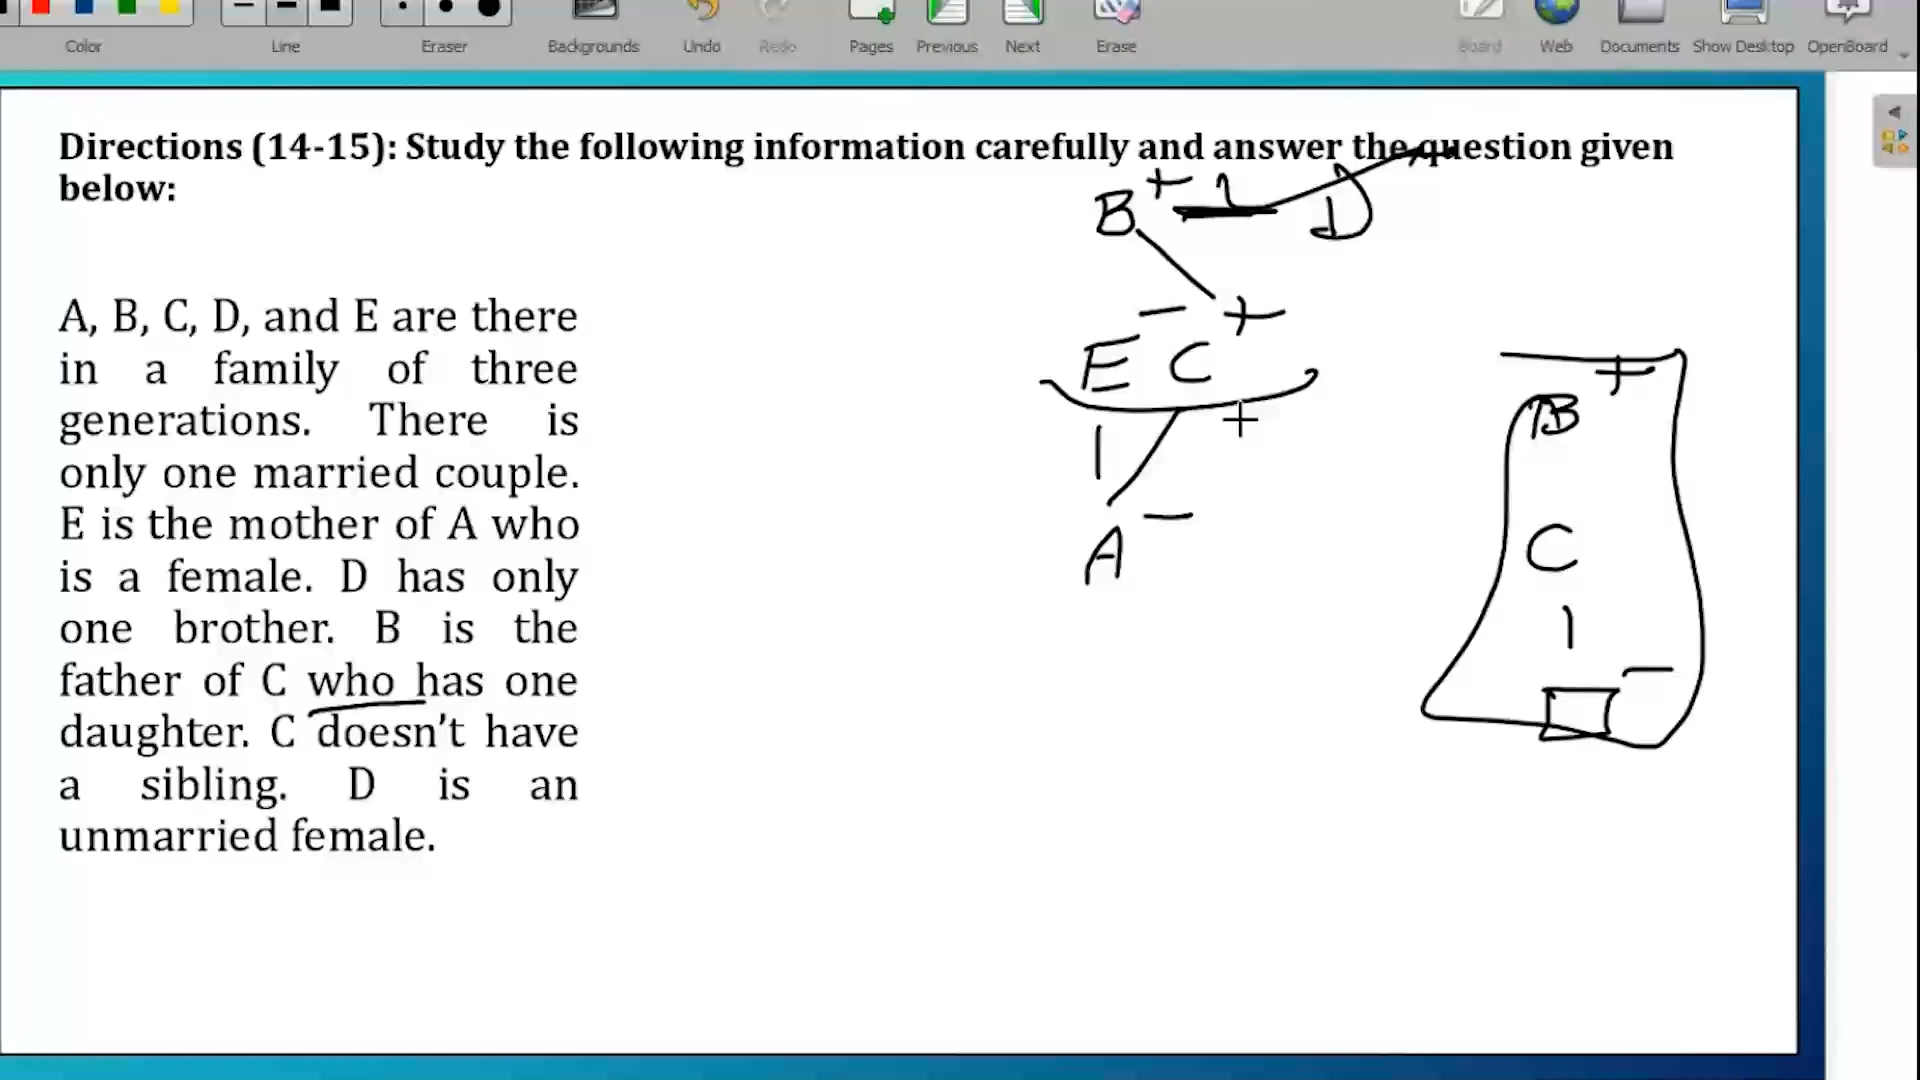 Color Line Eraser Backgrounds Undo Redo Pages Previous Next Erase Board Web Documents Show Desktop OpenBoard
Directions (14-15): Study the following information carefully and answer the question given
below:
B + D
A, B, C, D, and E are there
- +
E C
in a family of three
generations. There is
only one married couple.
E is the mother of A who
is a female. D has only
one brother. B is the
father of C who has one
daughter. C doesn't have
a sibling. D is an
unmarried female.
A -
+
B
C
-